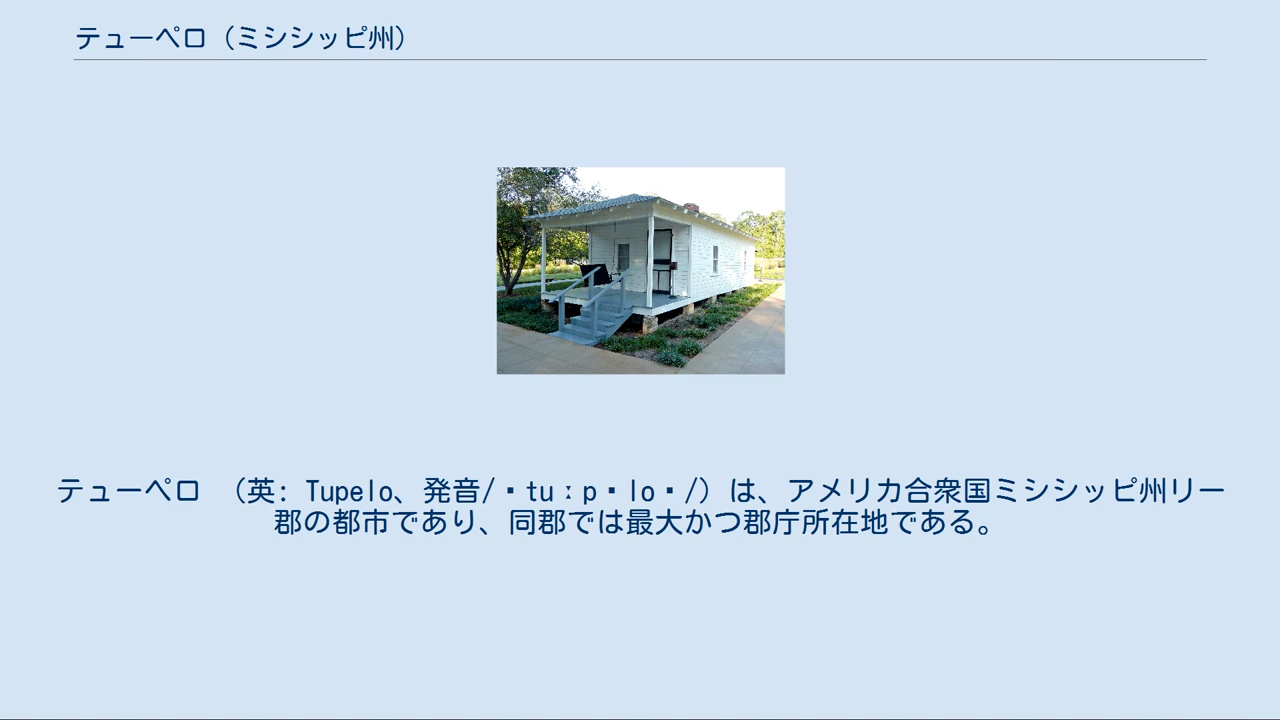 テューペロ（ミシシッピ州）
テューペロ （英: Tupelo、発音/・tuːp・lo・/）は、アメリカ合衆国ミシシッピ州リー
郡の都市であり、同郡では最大かつ郡庁所在地である。